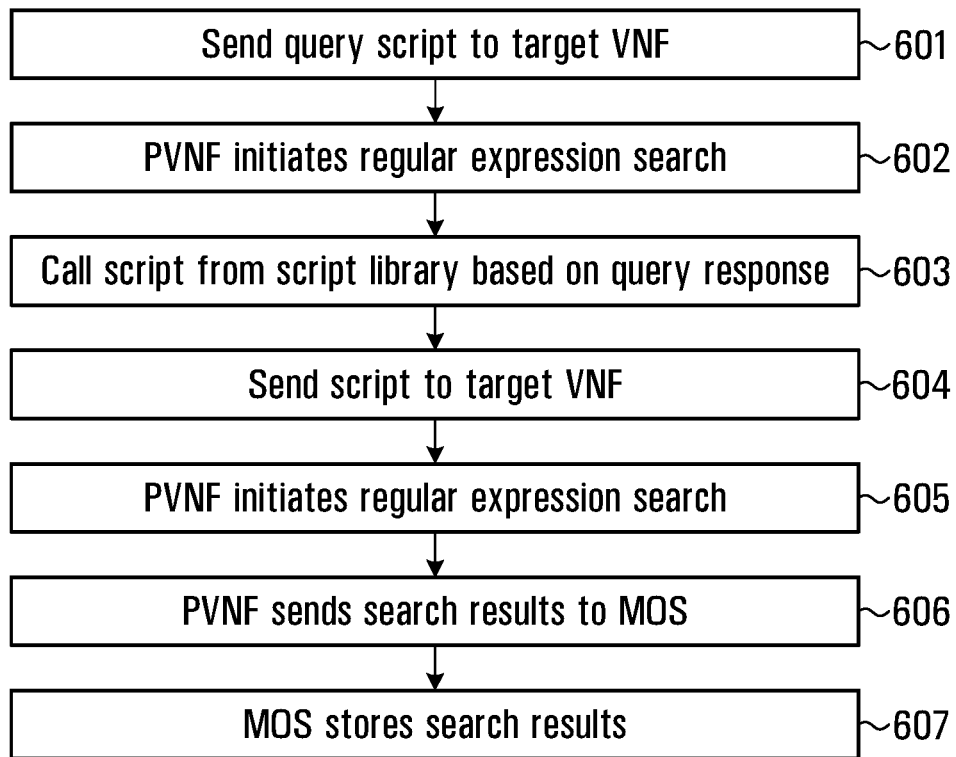 Send query script to target VNF
601
PVNF initiates regular expression search
602
Call script from script library based on query response
603
Send script to target VNF
604
PVNF initiates regular expression search
605
PVNF sends search results to MOS
606
MOS stores search results
607